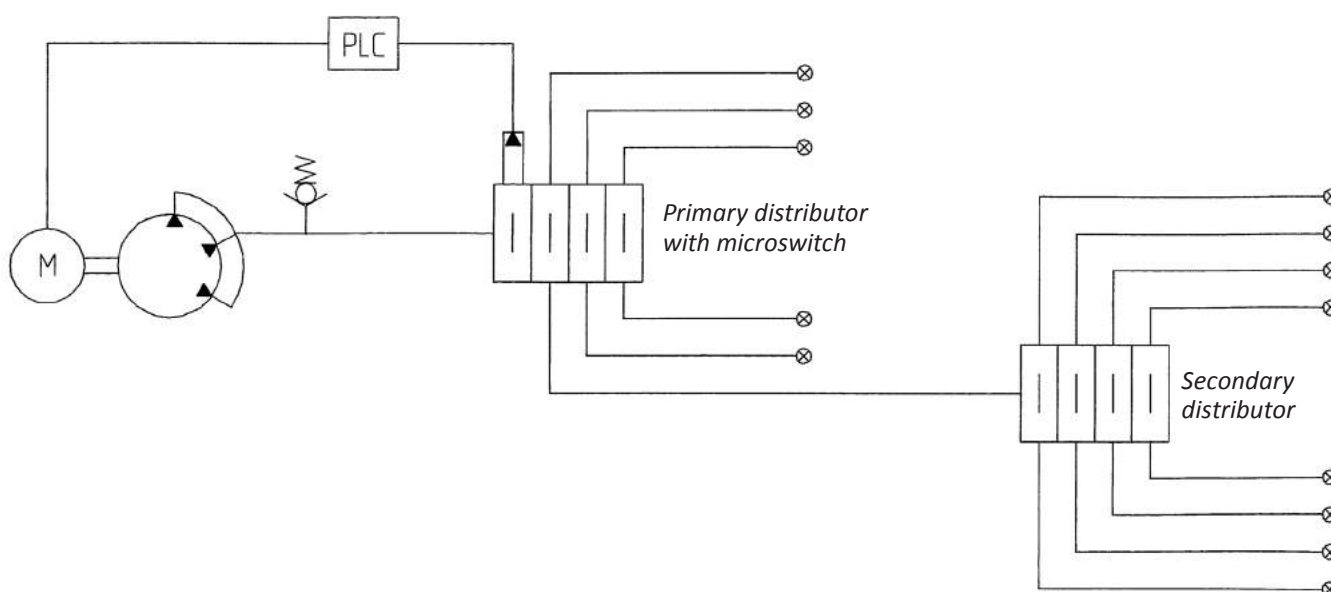 PLC
Primary distributor
with microswitch
M
Secondary
distributor